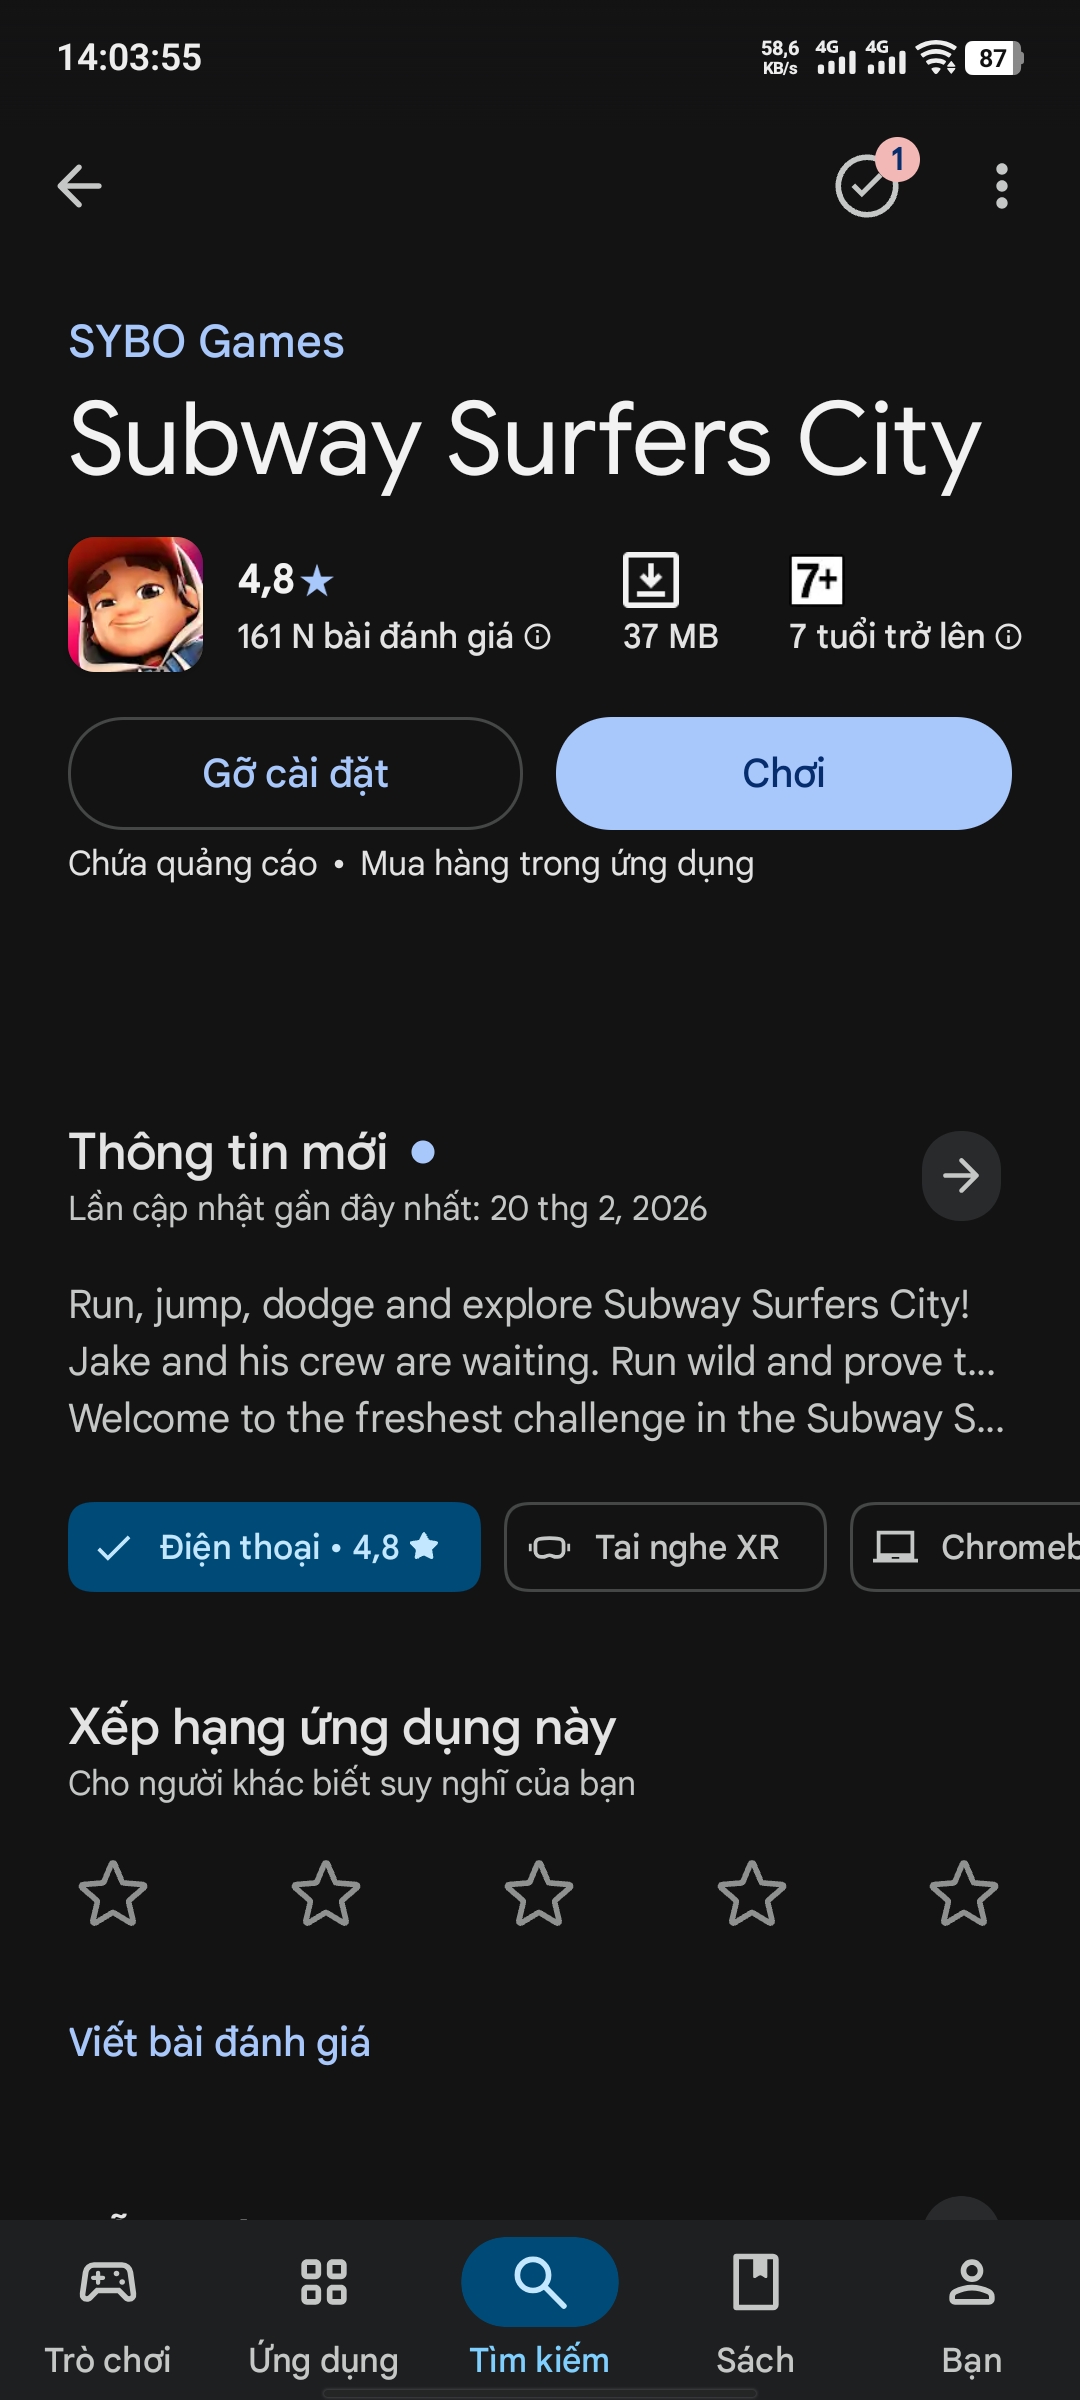 14:03:55
58,6 KB/s 4G 4G 87
1
SYBO Games
Subway Surfers City
4,8★
161 N bài đánh giá
37 MB
7+
7 tuổi trở lên
Gỡ cài đặt
Chơi
Chứa quảng cáo • Mua hàng trong ứng dụng
Thông tin mới
Lần cập nhật gần đây nhất: 20 thg 2, 2026
Run, jump, dodge and explore Subway Surfers City!
Jake and his crew are waiting. Run wild and prove t...
Welcome to the freshest challenge in the Subway S...
Điện thoại • 4,8★
Tai nghe XR
Chromeb
Xếp hạng ứng dụng này
Cho người khác biết suy nghĩ của bạn
Viết bài đánh giá
Trò chơi
Ứng dụng
Tìm kiếm
Sách
Bạn